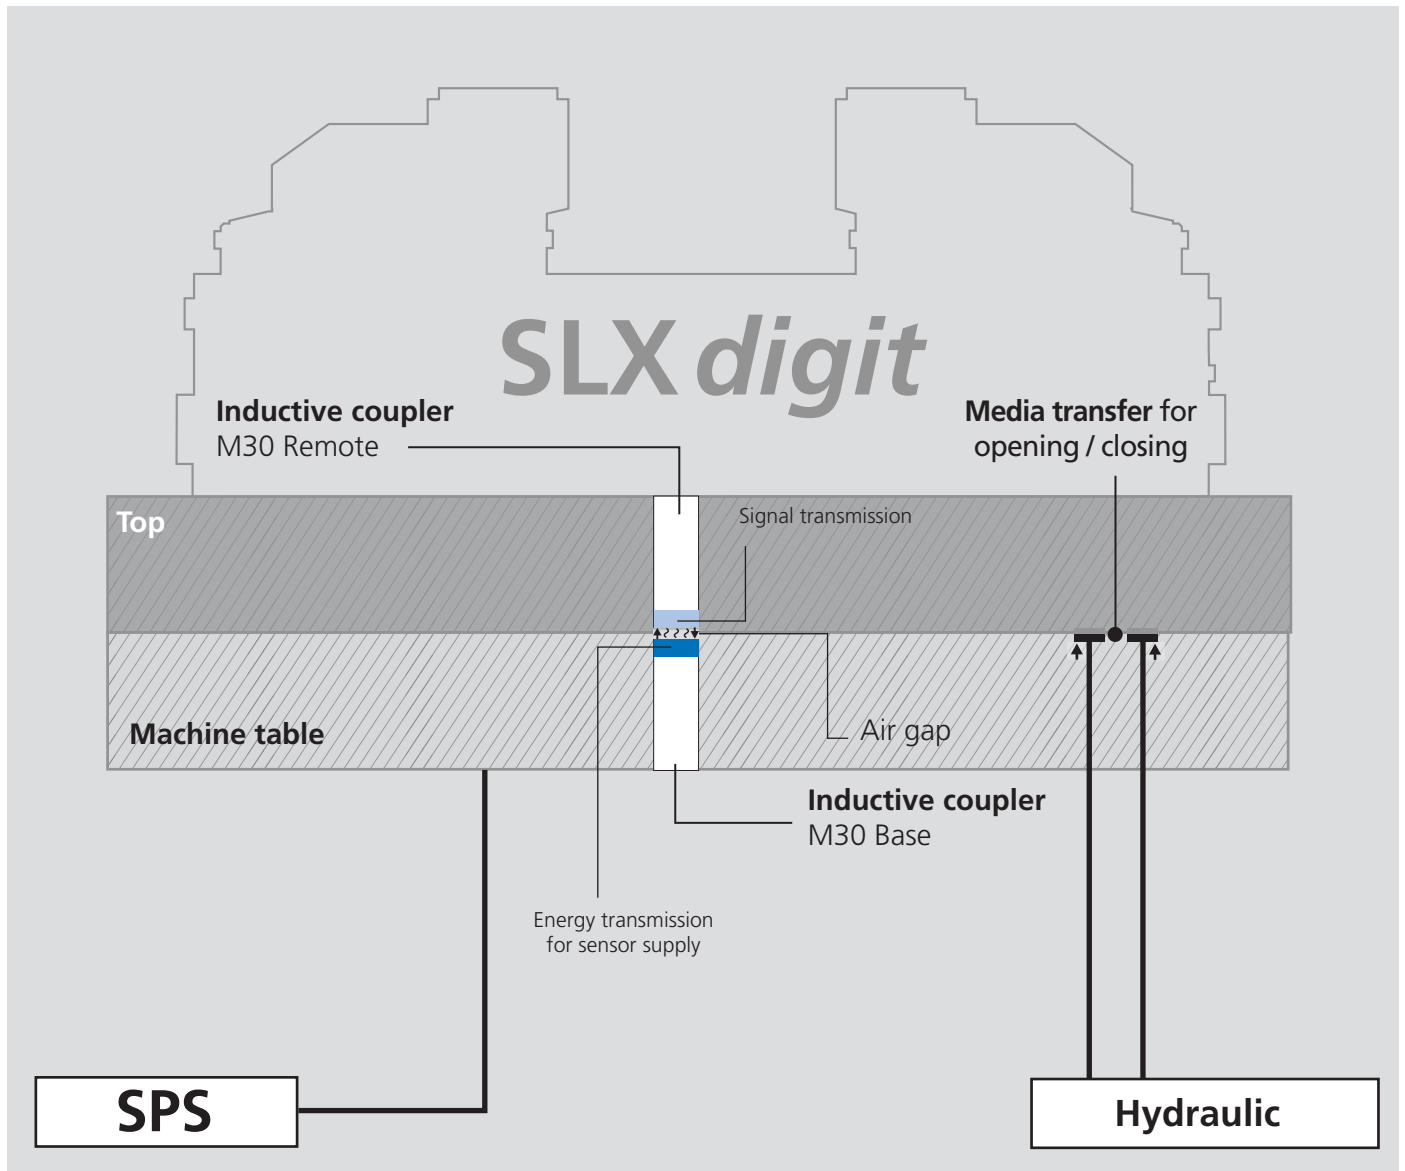 SLX digit
Inductive coupler
M30 Remote
Media transfer for
opening / closing
Top
Signal transmission
Machine table
Air gap
Inductive coupler
M30 Base
Energy transmission
for sensor supply
SPS
Hydraulic